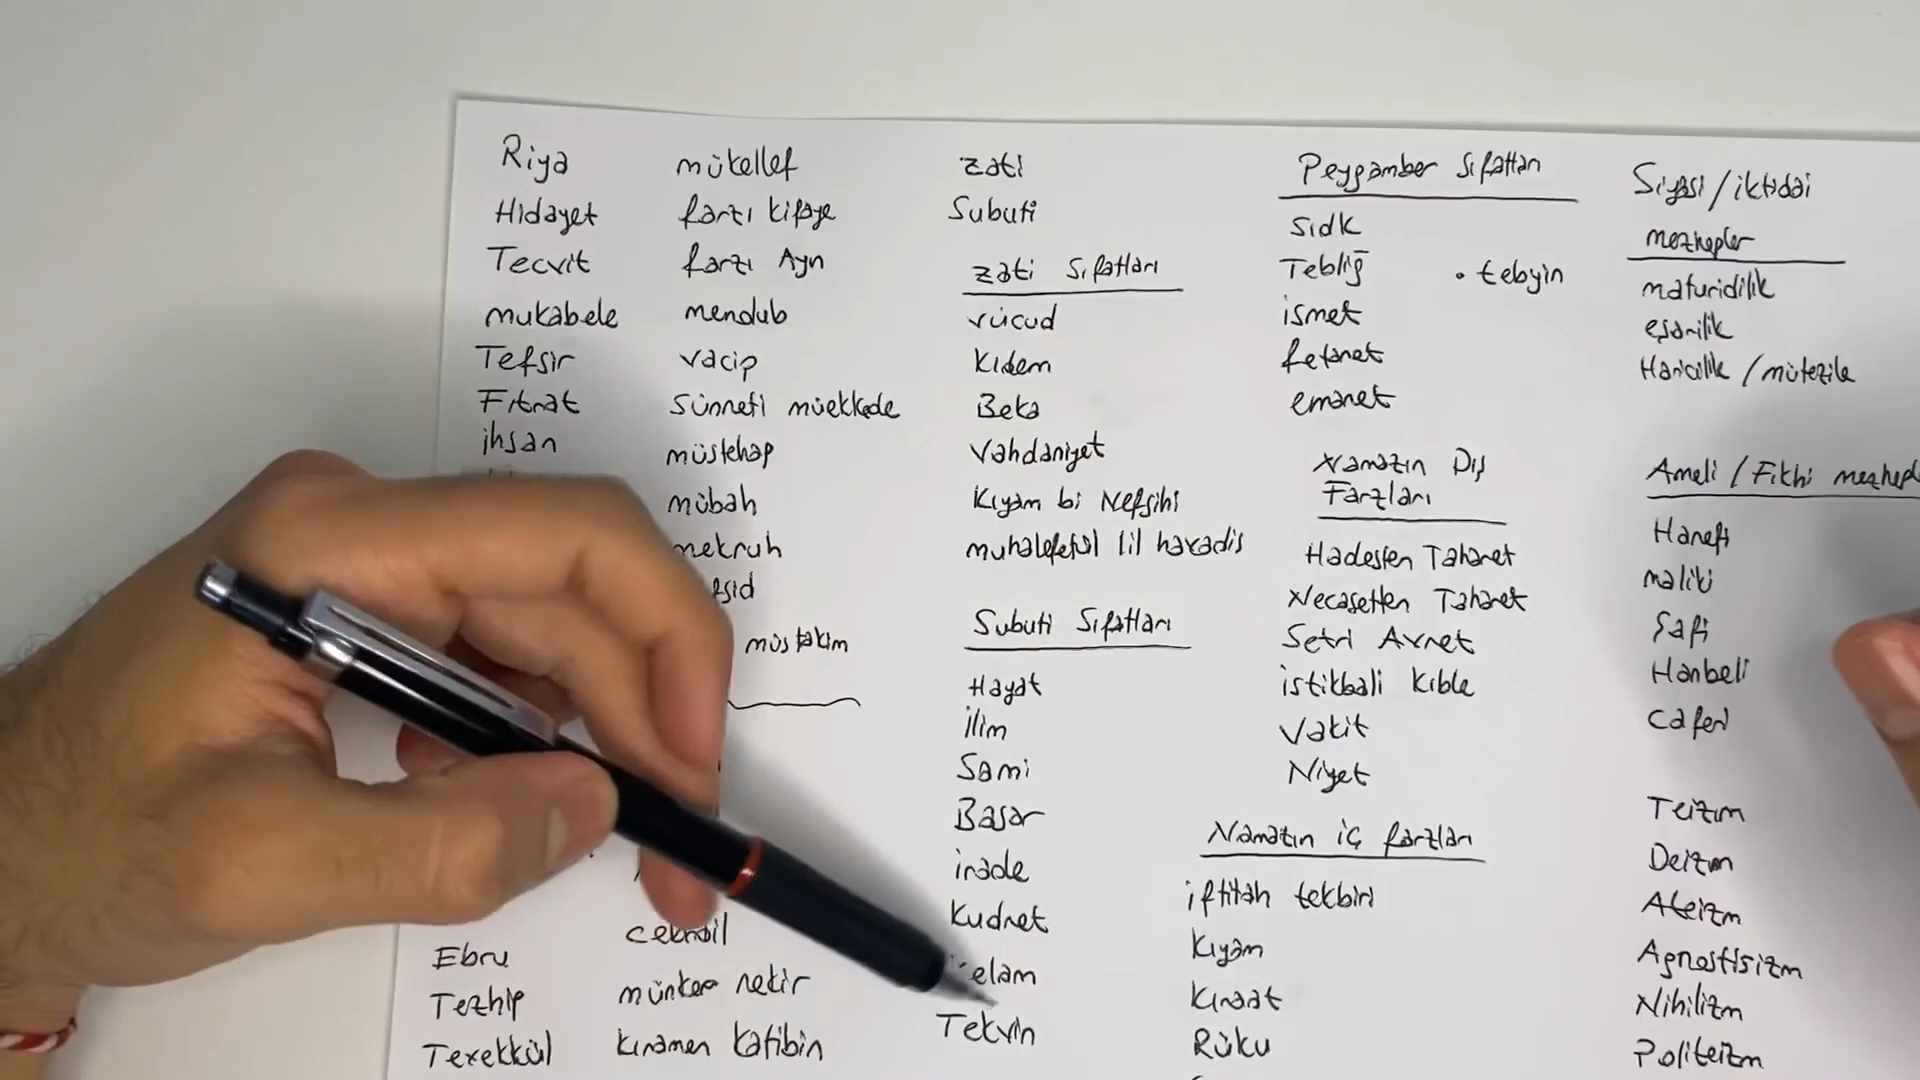 Riya
Hidayet
Tecvit
mukabele
Tefsir
Fıtrat
ihsan
Ebru
Tezhip
Tevekkül
mükellef
farzı kifaye
farzı Ayn
mendub
vacip
Sünneti müekkede
müstehap
mübah
mekruh
müstakim
cebrail
münker nekir
kiramen katibin
zati
Subuti
zati Sıfatları
vücud
Kıdem
Beka
Vahdaniyet
Kıyam bi Nefsihi
muhalefetül lil havadis
Subuti Sıfatları
Hayat
ilim
Sami
Basar
irade
Kudret
elam
Tekvin
Peygamber Sıfatları
Sıdk
Tebliğ • tebyin
ismet
fetanet
emanet
Namazın Dış
Farzları
Hadesten Taharet
Necasetten Taharet
Setri Avret
istikbali kıble
Vakit
Niyet
Namazın iç farzları
iftitah tekbiri
Kıyam
Kıraat
Rüku
Siyasi/iktidai
mezhepler
maturidilik
eşarilik
Haricilik / mütezile
Ameli / Fıkhi
Hanefi
maliki
Şafi
Hanbeli
Caferi
Teizm
Deizm
Ateizm
Agnostisizm
Nihilizm
Politeizm